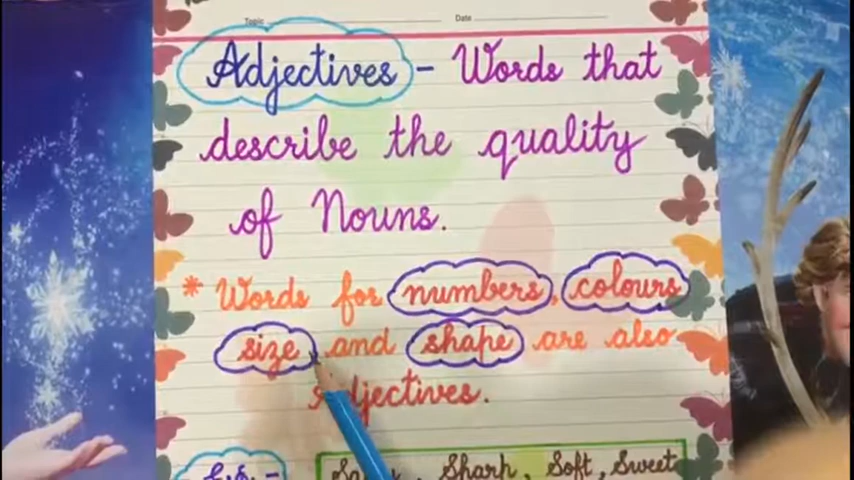 Topic Date
Adjectives - Words that
describe the quality
of Nouns.
* Words for numbers, colours
size and shape are also
Adjectives.
E.g. - Sharp, Soft, Sweet